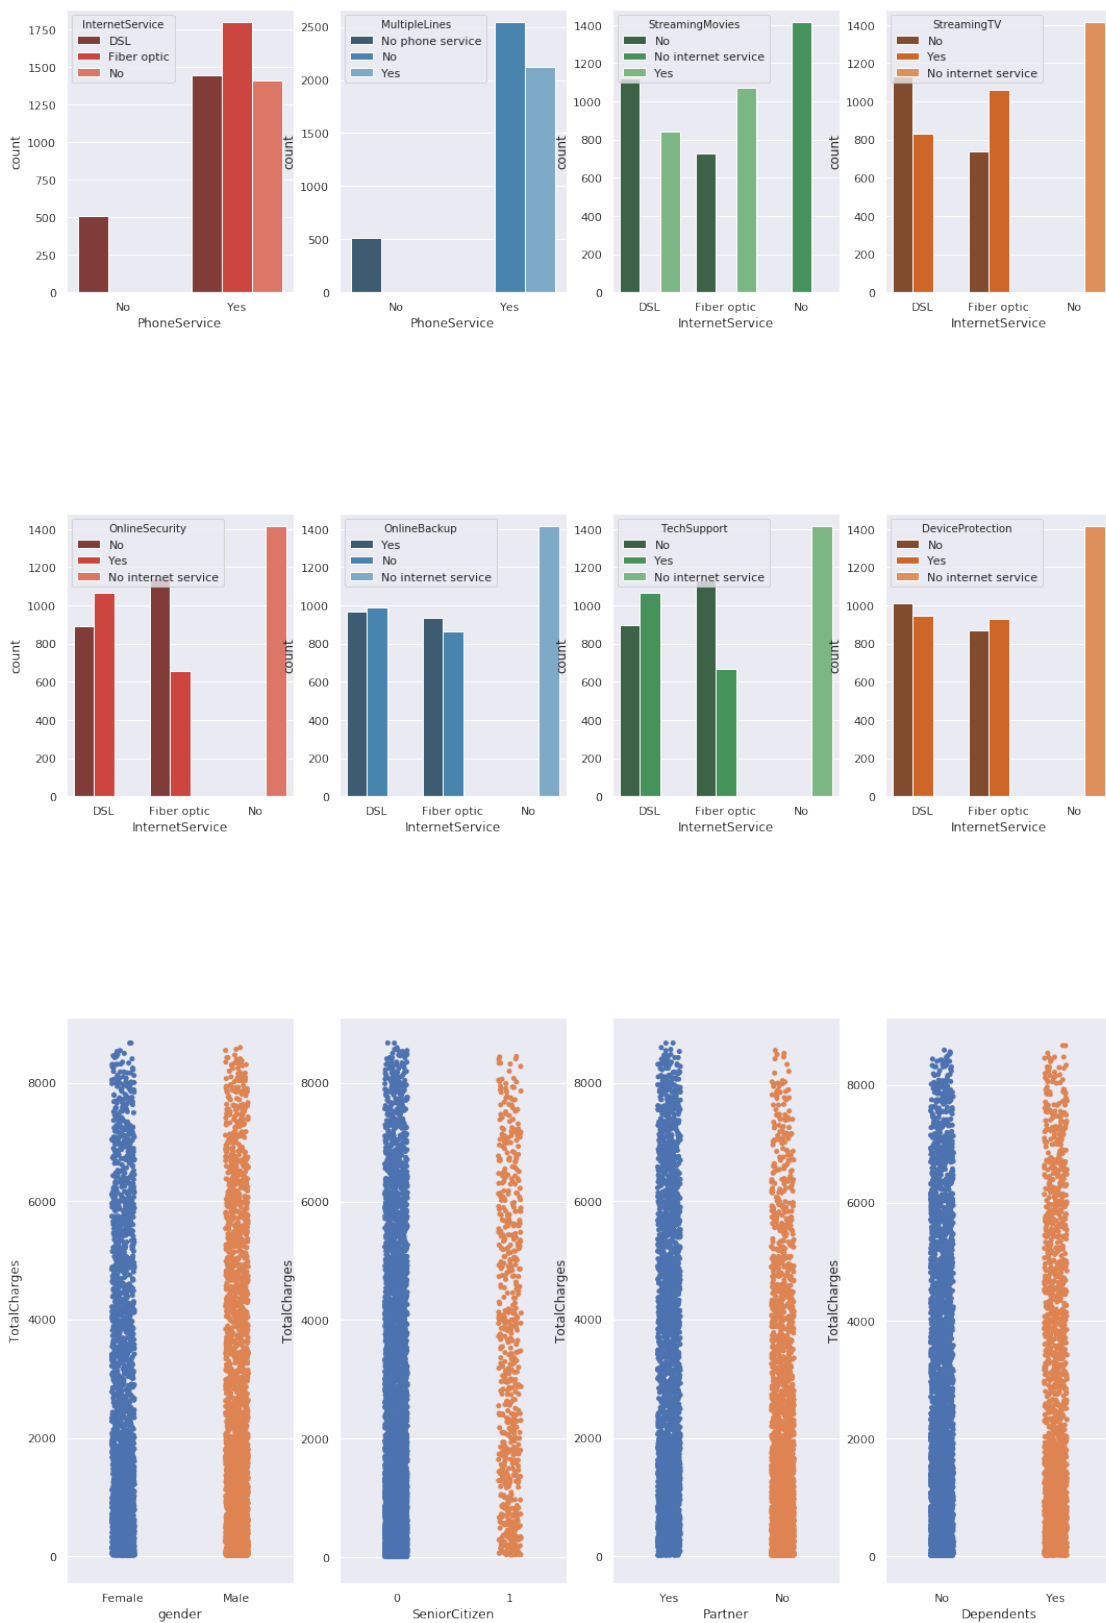 InternetService
DSL
Fiber optic
No
1750
1500
1250
1000
750
500
250
0
count
No
Yes
PhoneService
MultipleLines
No phone service
No
Yes
2500
2000
1500
1000
500
0
count
No
Yes
PhoneService
StreamingMovies
No
No internet service
Yes
1400
1200
1000
800
600
400
200
0
count
DSL
Fiber optic
No
InternetService
StreamingTV
No
Yes
No internet service
1400
1200
1000
800
600
400
200
0
count
DSL
Fiber optic
No
InternetService
OnlineSecurity
No
Yes
No internet service
1400
1200
1000
800
600
400
200
0
count
DSL
Fiber optic
No
InternetService
OnlineBackup
Yes
No
No internet service
1400
1200
1000
800
600
400
200
0
count
DSL
Fiber optic
No
InternetService
TechSupport
No
Yes
No internet service
1400
1200
1000
800
600
400
200
0
count
DSL
Fiber optic
No
InternetService
DeviceProtection
No
Yes
No internet service
1400
1200
1000
800
600
400
200
0
count
DSL
Fiber optic
No
InternetService
8000
6000
4000
2000
0
TotalCharges
Female
Male
gender
8000
6000
4000
2000
0
TotalCharges
0
1
SeniorCitizen
8000
6000
4000
2000
0
TotalCharges
Yes
No
Partner
8000
6000
4000
2000
0
TotalCharges
No
Yes
Dependents